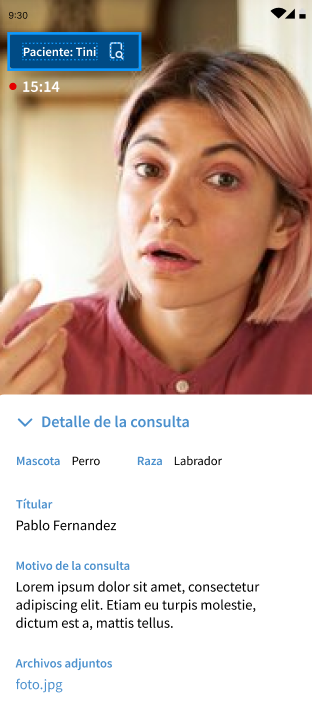 9:30
Paciente: Tini
15:14
Detalle de la consulta
Mascota Perro Raza Labrador
Títular
Pablo Fernandez
Motivo de la consulta
Lorem ipsum dolor sit amet, consectetur
adipiscing elit. Etiam eu turpis molestie,
dictum est a, mattis tellus.
Archivos adjuntos
foto.jpg